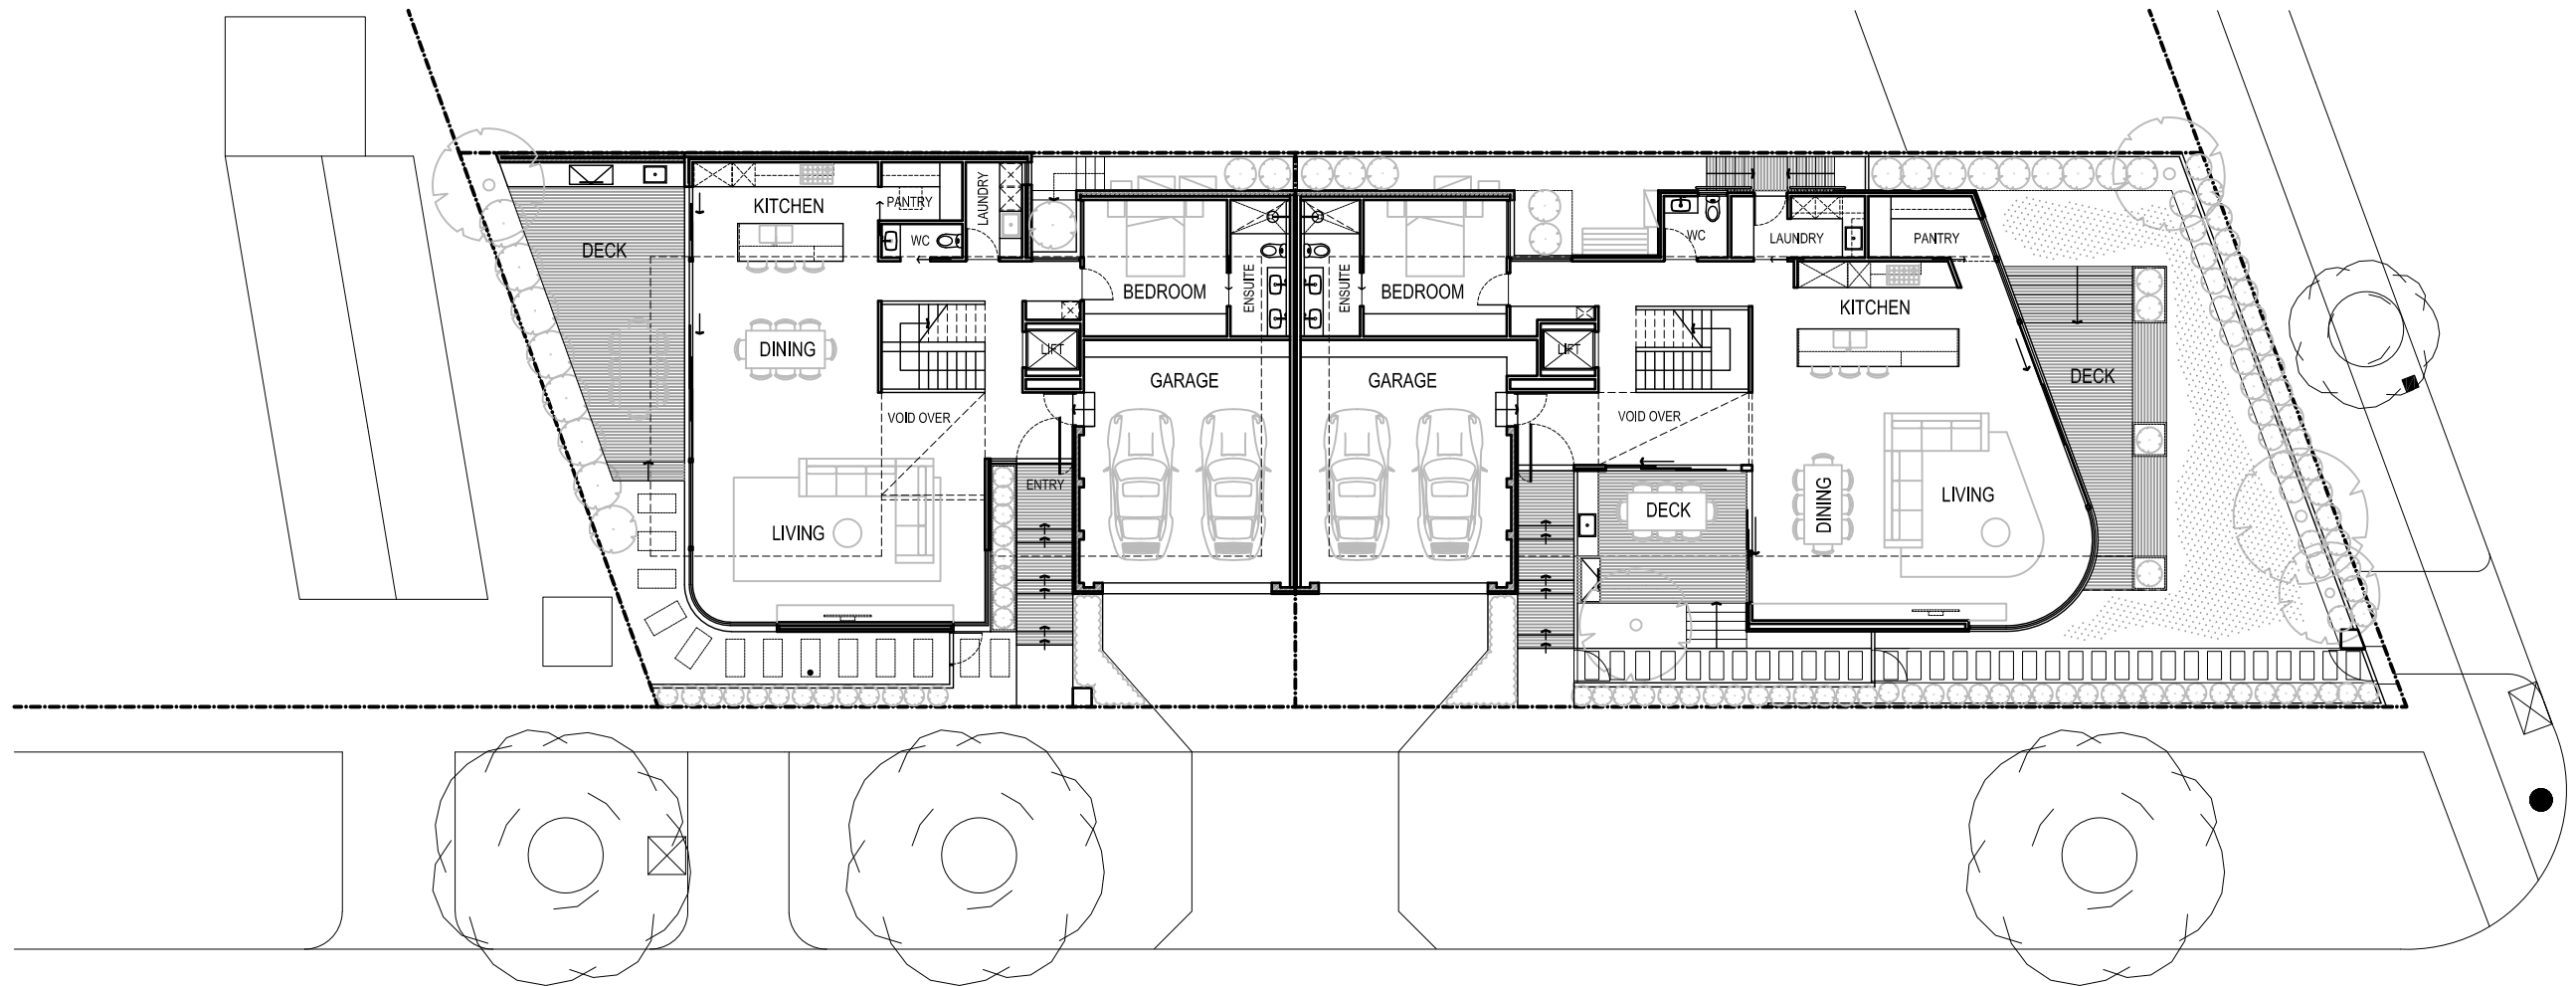 KITCHEN
PANTRY
LAUNDRY
WC
DECK
BEDROOM
ENSUITE
DINING
LIFT
GARAGE
VOID OVER
ENTRY
LIVING
ENSUITE
BEDROOM
WC
LAUNDRY
PANTRY
KITCHEN
LIFT
GARAGE
DECK
VOID OVER
DECK
DINING
LIVING